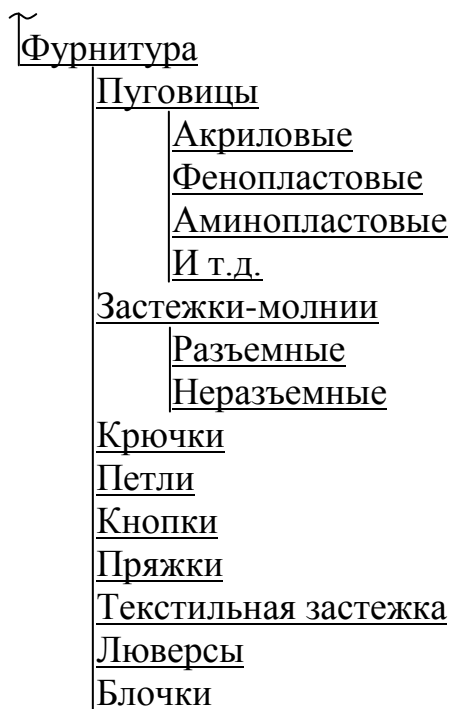 Фурнитура
Пуговицы
Акриловые
Фенопластовые
Аминопластовые
И т.д.
Застежки-молнии
Разъемные
Неразъемные
Крючки
Петли
Кнопки
Пряжки
Текстильная застежка
Люверсы
Блочки